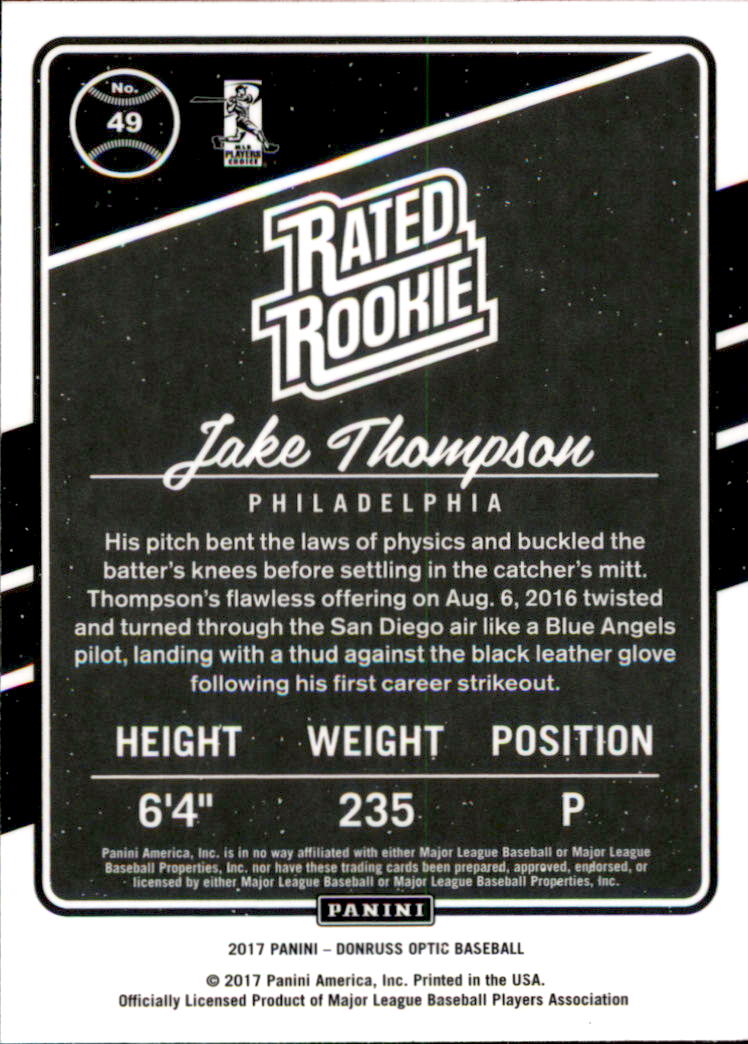 No.
49
MLB
PLAYERS
CHOICE
RATED
ROOKIE
Jake Thompson
PHILADELPHIA
His pitch bent the laws of physics and buckled the
batter's knees before settling in the catcher's mitt.
Thompson's flawless offering on Aug. 6, 2016 twisted
and turned through the San Diego air like a Blue Angels
pilot, landing with a thud against the black leather glove
following his first career strikeout.
HEIGHT WEIGHT POSITION
6'4" 235 P
Panini America, Inc. is in no way affiliated with either Major League Baseball or Major League
Baseball Properties, Inc. nor have these trading cards been prepared, approved, endorsed, or
licensed by either Major League Baseball or Major League Baseball Properties, Inc.
PANINI
2017 PANINI – DONRUSS OPTIC BASEBALL
© 2017 Panini America, Inc. Printed in the USA.
Officially Licensed Product of Major League Baseball Players Association